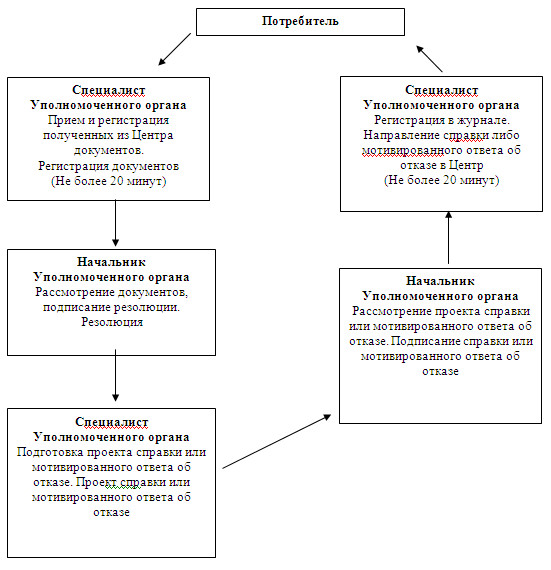 Потребитель
Специалист
Уполномоченного органа
Прием и регистрация
полученных из Центра
документов.
Регистрация документов
(Не более 20 минут)
Начальник
Уполномоченного органа
Рассмотрение документов,
подписание резолюции.
Резолюция
Специалист
Уполномоченного органа
Подготовка проекта справки или
мотивированного ответа об
отказе. Проект справки или
мотивированного ответа об
отказе
Начальник
Уполномоченного органа
Рассмотрение проекта справки
или мотивированного ответа об
отказе. Подписание справки или
мотивированного ответа об
отказе
Специалист
Уполномоченного органа
Регистрация в журнале.
Направление справки либо
мотивированного ответа об
отказе в Центр
(Не более 20 минут)